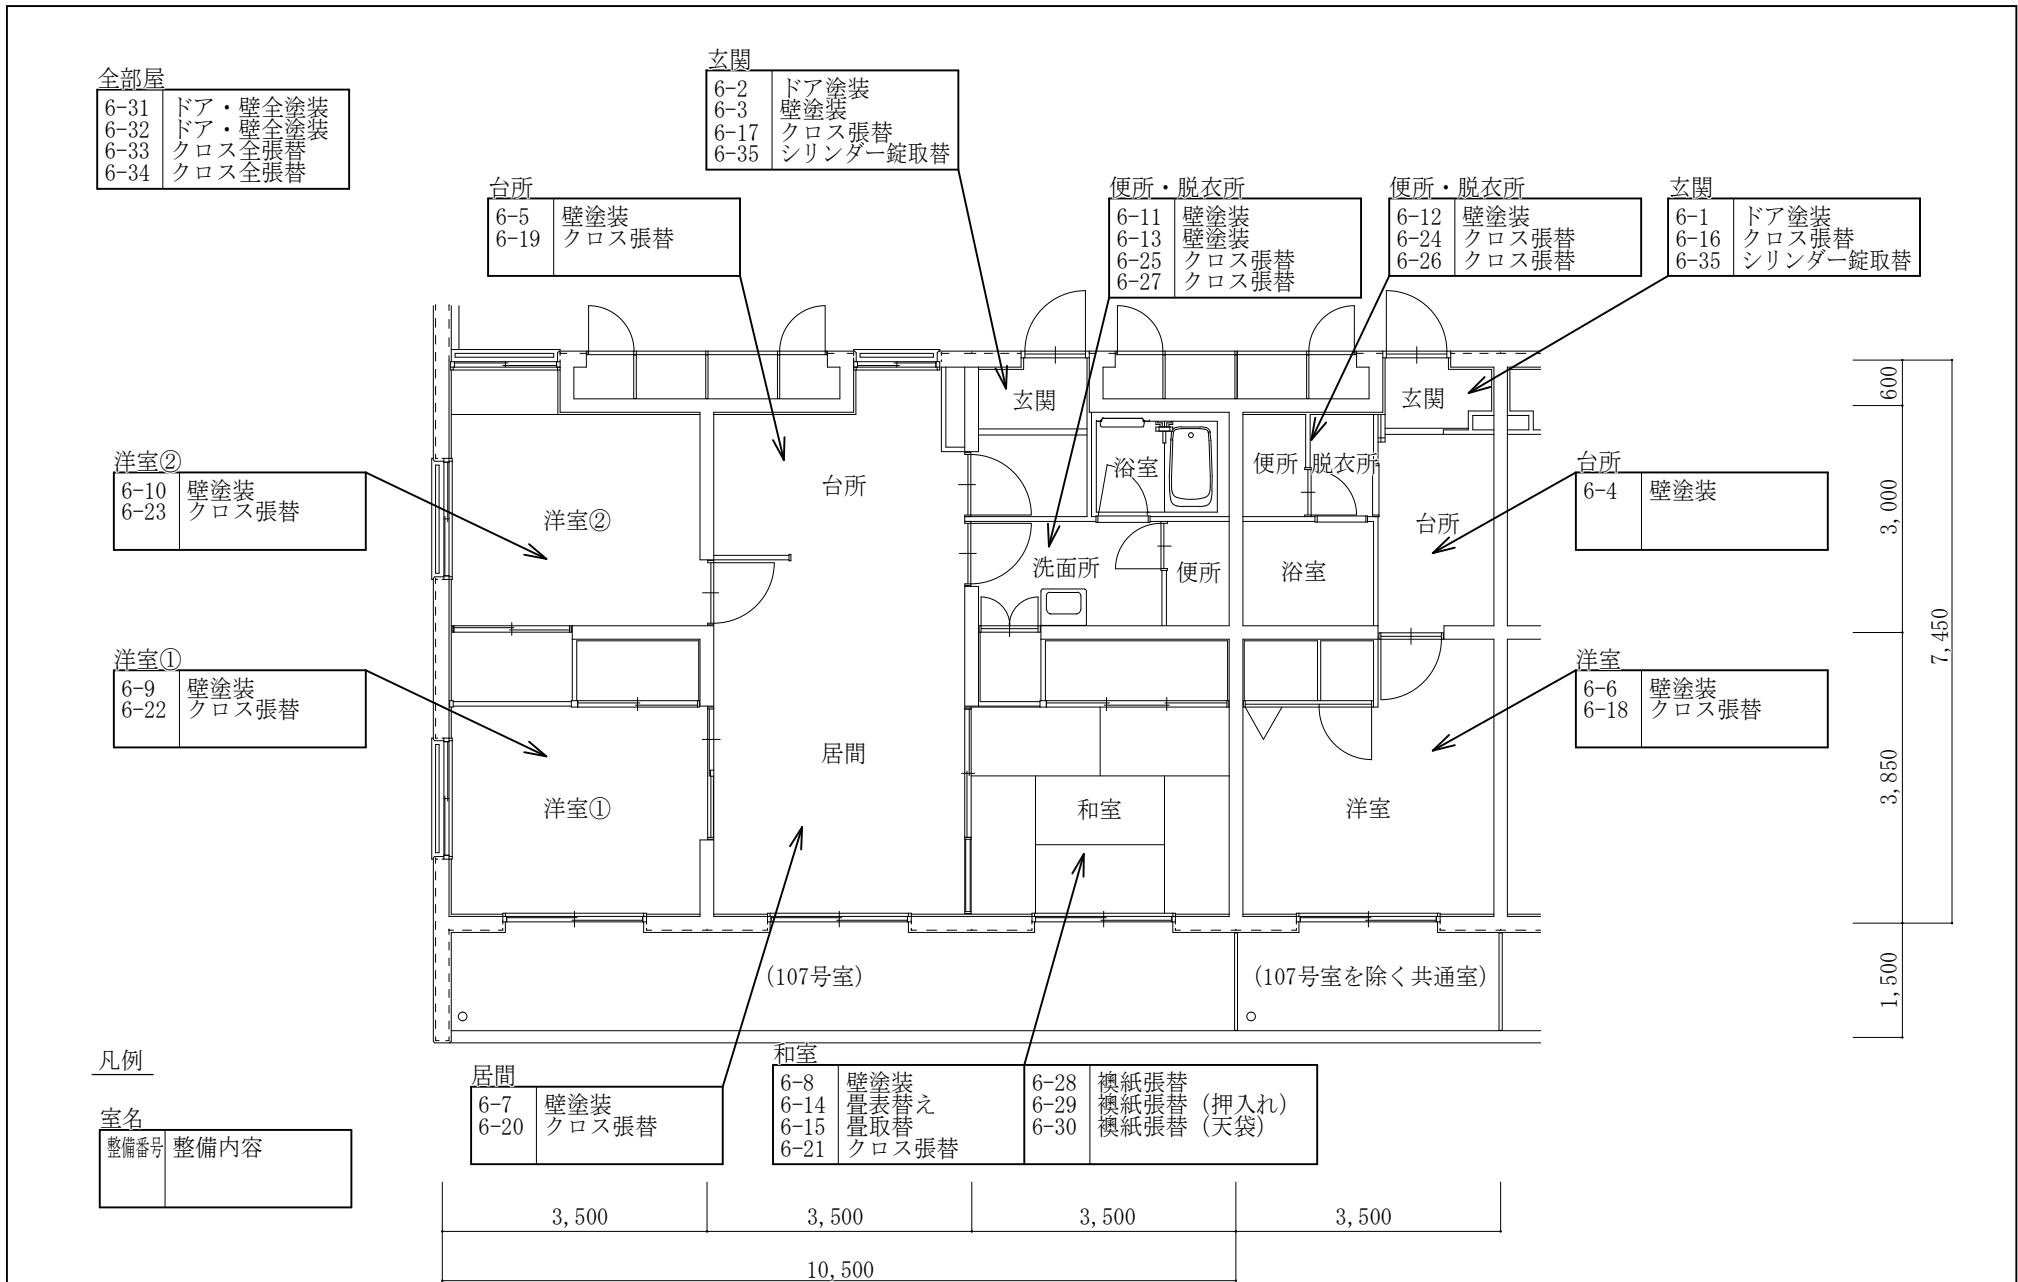 全部屋
6-31 ドア・壁全塗装
6-32 ドア・壁全塗装
6-33 クロス全張替
6-34 クロス全張替
玄関
6-2 ドア塗装
6-3 壁塗装
6-17 クロス張替
6-35 シリンダー錠取替
台所
6-5 壁塗装
6-19 クロス張替
便所・脱衣所
6-11 壁塗装
6-13 壁塗装
6-25 クロス張替
6-27 クロス張替
便所・脱衣所
6-12 壁塗装
6-24 クロス張替
6-26 クロス張替
玄関
6-1 ドア塗装
6-16 クロス張替
6-35 シリンダー錠取替
洋室②
6-10 壁塗装
6-23 クロス張替
洋室①
6-9 壁塗装
6-22 クロス張替
台所
6-4 壁塗装
洋室
6-6 壁塗装
6-18 クロス張替
玄関
玄関
台所
浴室
便所
脱衣所
台所
洋室②
洗面所
便所
浴室
居間
洋室①
和室
洋室
(107号室)
(107号室を除く共通室)
600
3,000
3,850
7,450
1,500
凡例
室名
整備番号 整備内容
居間
6-7 壁塗装
6-20 クロス張替
和室
6-8 壁塗装
6-14 畳表替え
6-15 畳取替
6-21 クロス張替
6-28 襖紙張替
6-29 襖紙張替（押入れ）
6-30 襖紙張替（天袋）
3,500
3,500
3,500
3,500
10,500